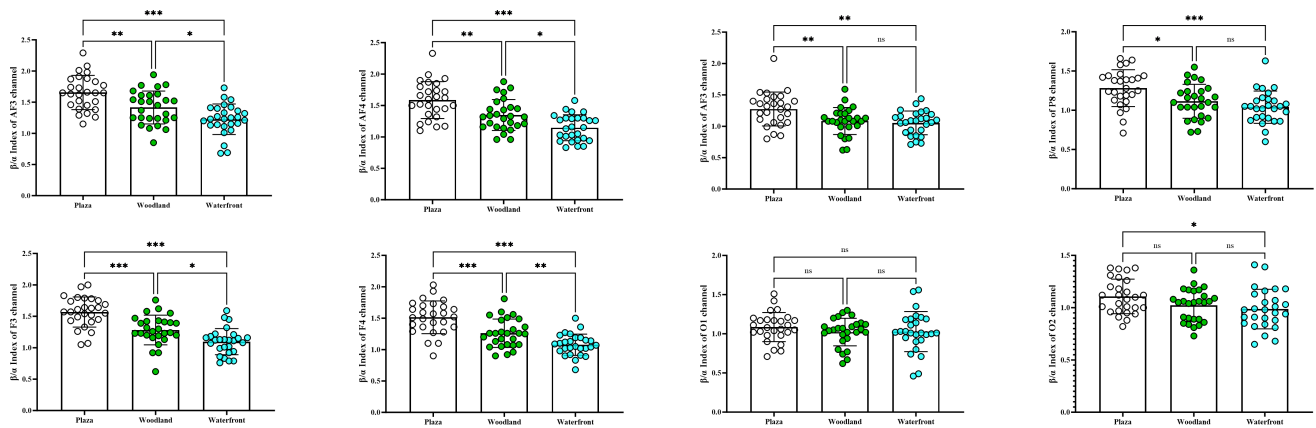 ***
**
*
2.5
2.0
1.5
1.0
0.5
0.0
β/α Index of AF3 channel
Plaza
Woodland
Waterfront
***
**
*
2.5
2.0
1.5
1.0
0.5
0.0
β/α Index of AF4 channel
Plaza
Woodland
Waterfront
**
**
ns
2.5
2.0
1.5
1.0
0.5
0.0
β/α Index of AF3 channel
Plaza
Woodland
Waterfront
***
*
ns
2.0
1.5
1.0
0.5
0.0
β/α Index of FP8 channel
Plaza
Woodland
Waterfront
***
***
*
2.5
2.0
1.5
1.0
0.5
0.0
β/α Index of F3 channel
Plaza
Woodland
Waterfront
***
***
**
2.5
2.0
1.5
1.0
0.5
0.0
β/α Index of F4 channel
Plaza
Woodland
Waterfront
ns
ns
ns
2.0
1.5
1.0
0.5
0.0
β/α Index of O1 channel
Plaza
Woodland
Waterfront
*
ns
ns
1.5
1.0
0.5
0.0
β/α Index of O2 channel
Plaza
Woodland
Waterfront